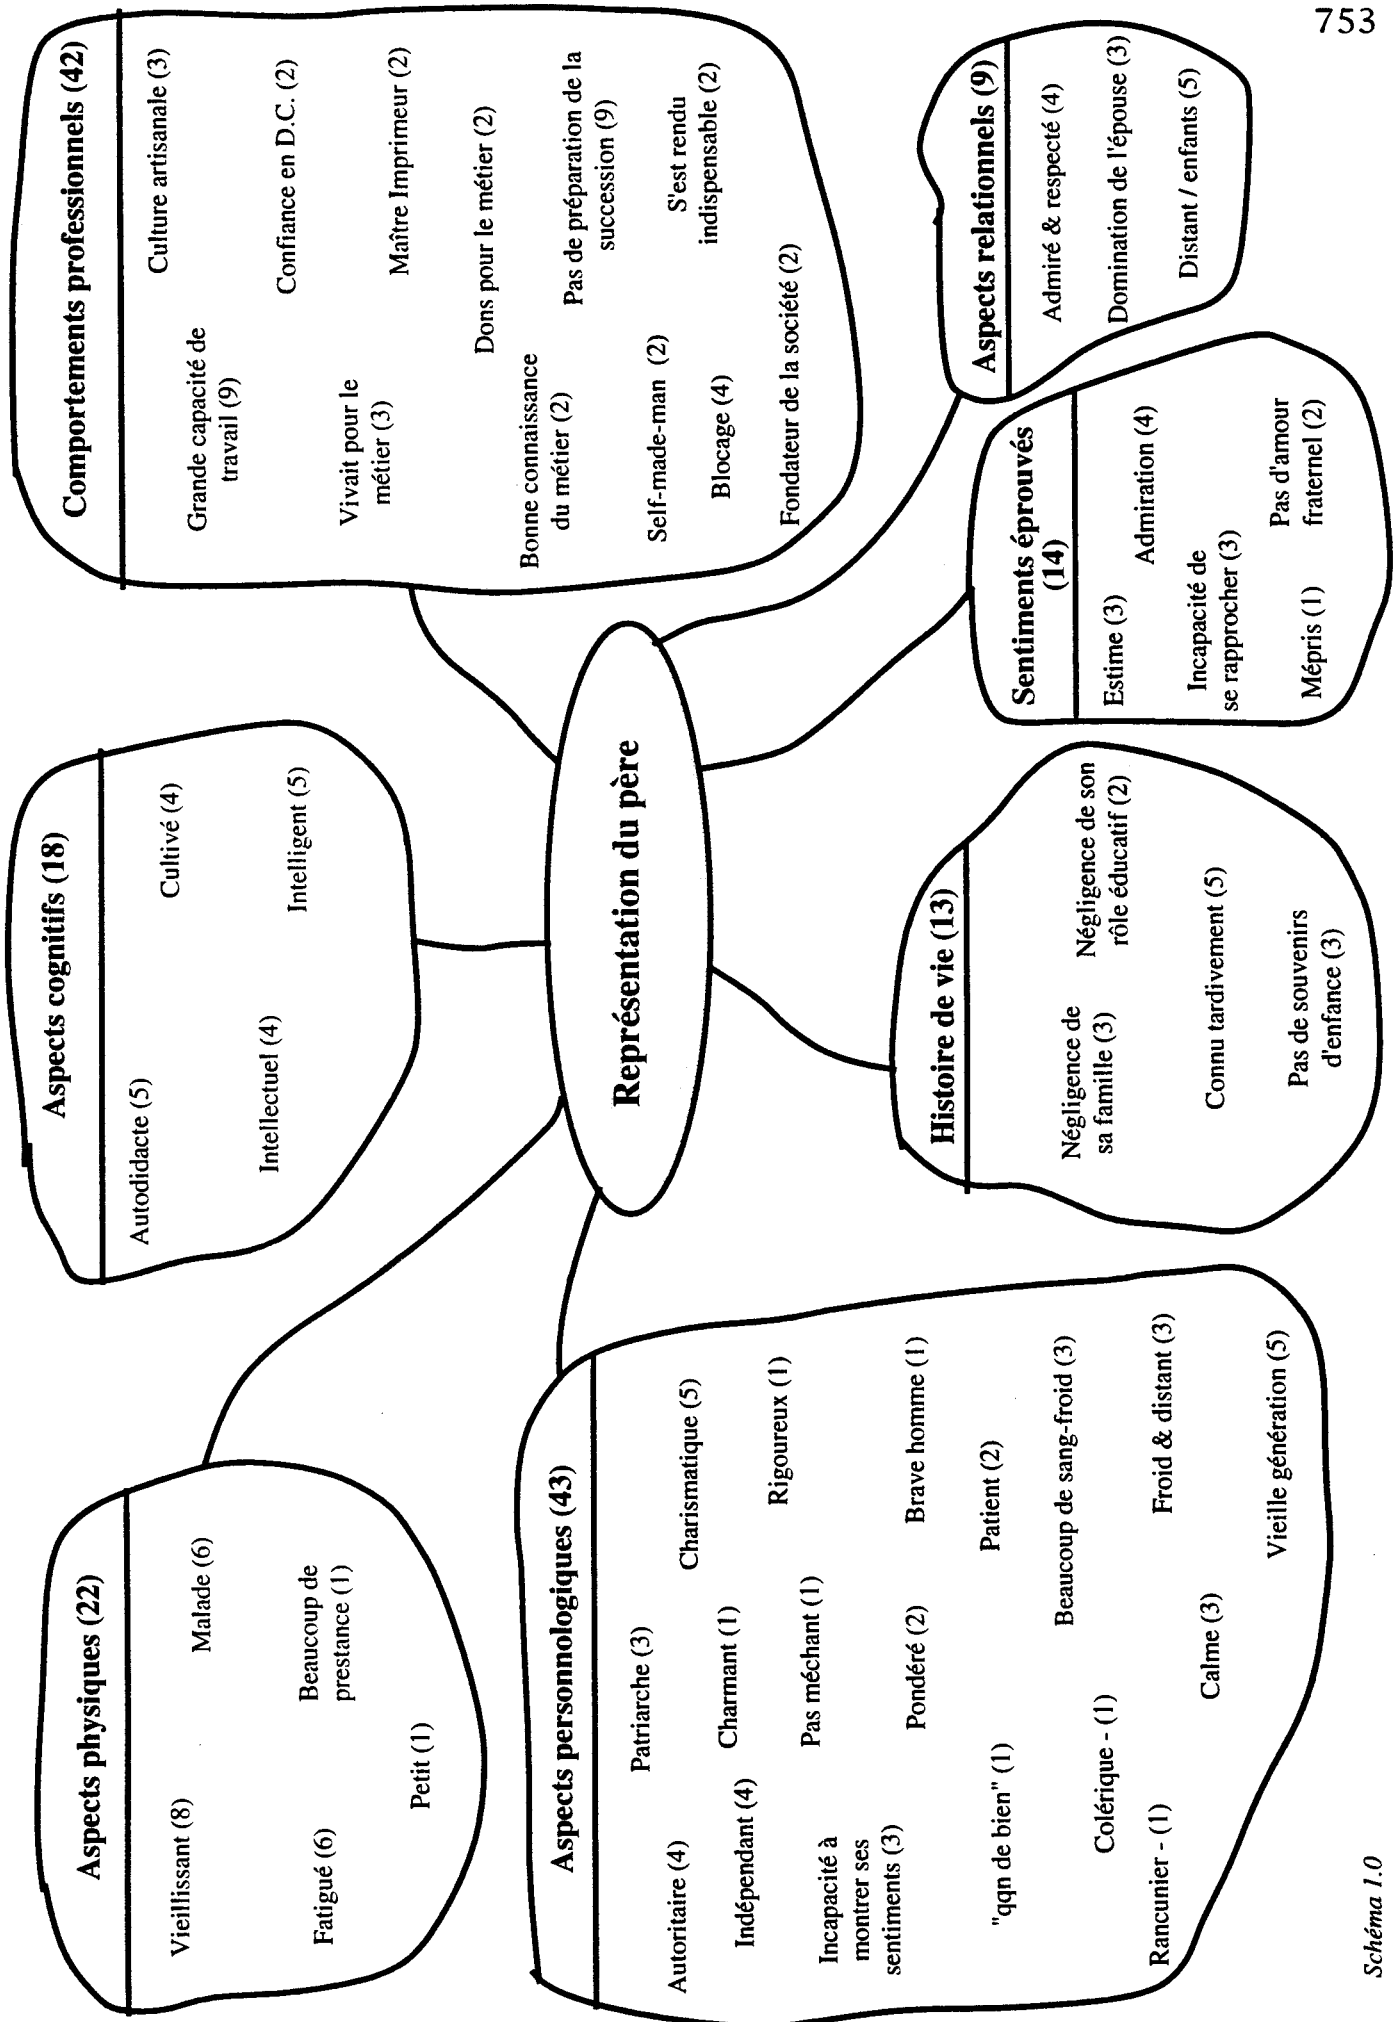 753
Aspects physiques (22)
Vieillissant (8)
Malade (6)
Fatigué (6)
Beaucoup de
prestance (1)
Petit (1)
Aspects cognitifs (18)
Autodidacte (5)
Cultivé (4)
Intellectuel (4)
Intelligent (5)
Comportements professionnels (42)
Culture artisanale (3)
Grande capacité de
travail (9)
Confiance en D.C. (2)
Vivait pour le
métier (3)
Maître Imprimeur (2)
Dons pour le métier (2)
Bonne connaissance
du métier (2)
Pas de préparation de la
succession (9)
Self-made-man (2)
S'est rendu
indispensable (2)
Blocage (4)
Fondateur de la société (2)
Représentation du père
Aspects personnologiques (43)
Patriarche (3)
Autoritaire (4)
Charismatique (5)
Charmant (1)
Indépendant (4)
Rigoureux (1)
Pas méchant (1)
Incapacité à
montrer ses
sentiments (3)
Brave homme (1)
Pondéré (2)
Patient (2)
"qqn de bien" (1)
Beaucoup de sang-froid (3)
Colérique - (1)
Froid & distant (3)
Rancunier - (1)
Calme (3)
Vieille génération (5)
Histoire de vie (13)
Négligence de
sa famille (3)
Négligence de son
rôle éducatif (2)
Connu tardivement (5)
Pas de souvenirs
d'enfance (3)
Sentiments éprouvés
(14)
Estime (3)
Admiration (4)
Incapacité de
se rapprocher (3)
Pas d'amour
fraternel (2)
Mépris (1)
Aspects relationnels (9)
Admiré & respecté (4)
Domination de l'épouse (3)
Distant / enfants (5)
Schéma 1.0